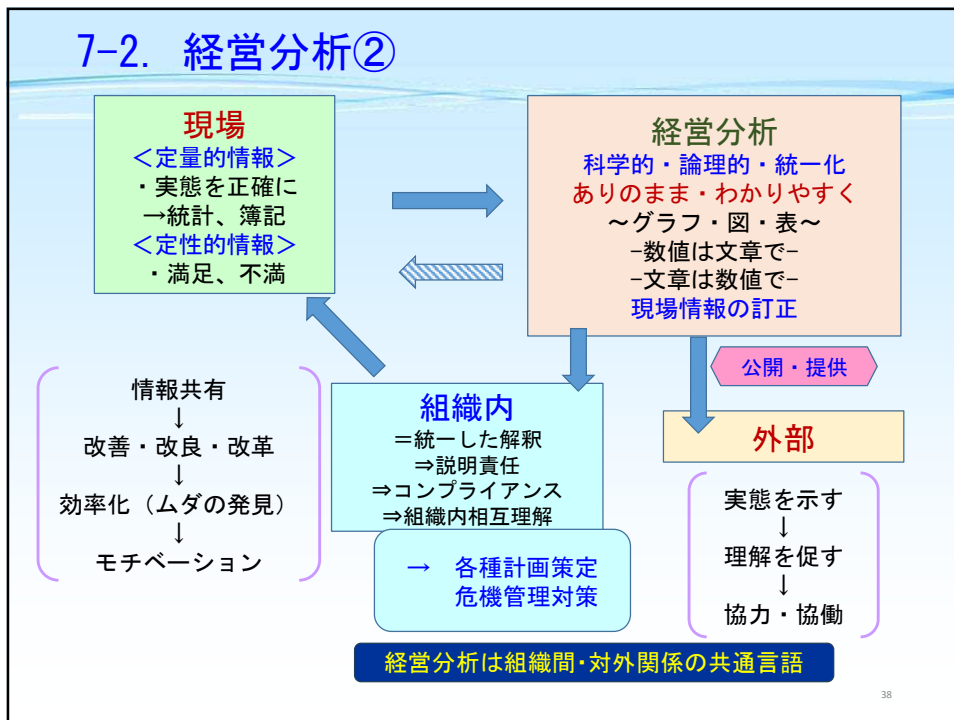 7-2. 経営分析②
現場
＜定量的情報＞
・実態を正確に
→統計、簿記
＜定性的情報＞
・満足、不満
経営分析
科学的・論理的・統一化
ありのまま・わかりやすく
～グラフ・図・表～
-数値は文章で-
-文章は数値で-
現場情報の訂正
公開・提供
情報共有
↓
改善・改良・改革
↓
効率化（ムダの発見）
↓
モチベーション
組織内
＝統一した解釈
⇒説明責任
⇒コンプライアンス
⇒組織内相互理解
→ 各種計画策定
危機管理対策
外部
実態を示す
↓
理解を促す
↓
協力・協働
経営分析は組織間・対外関係の共通言語
38